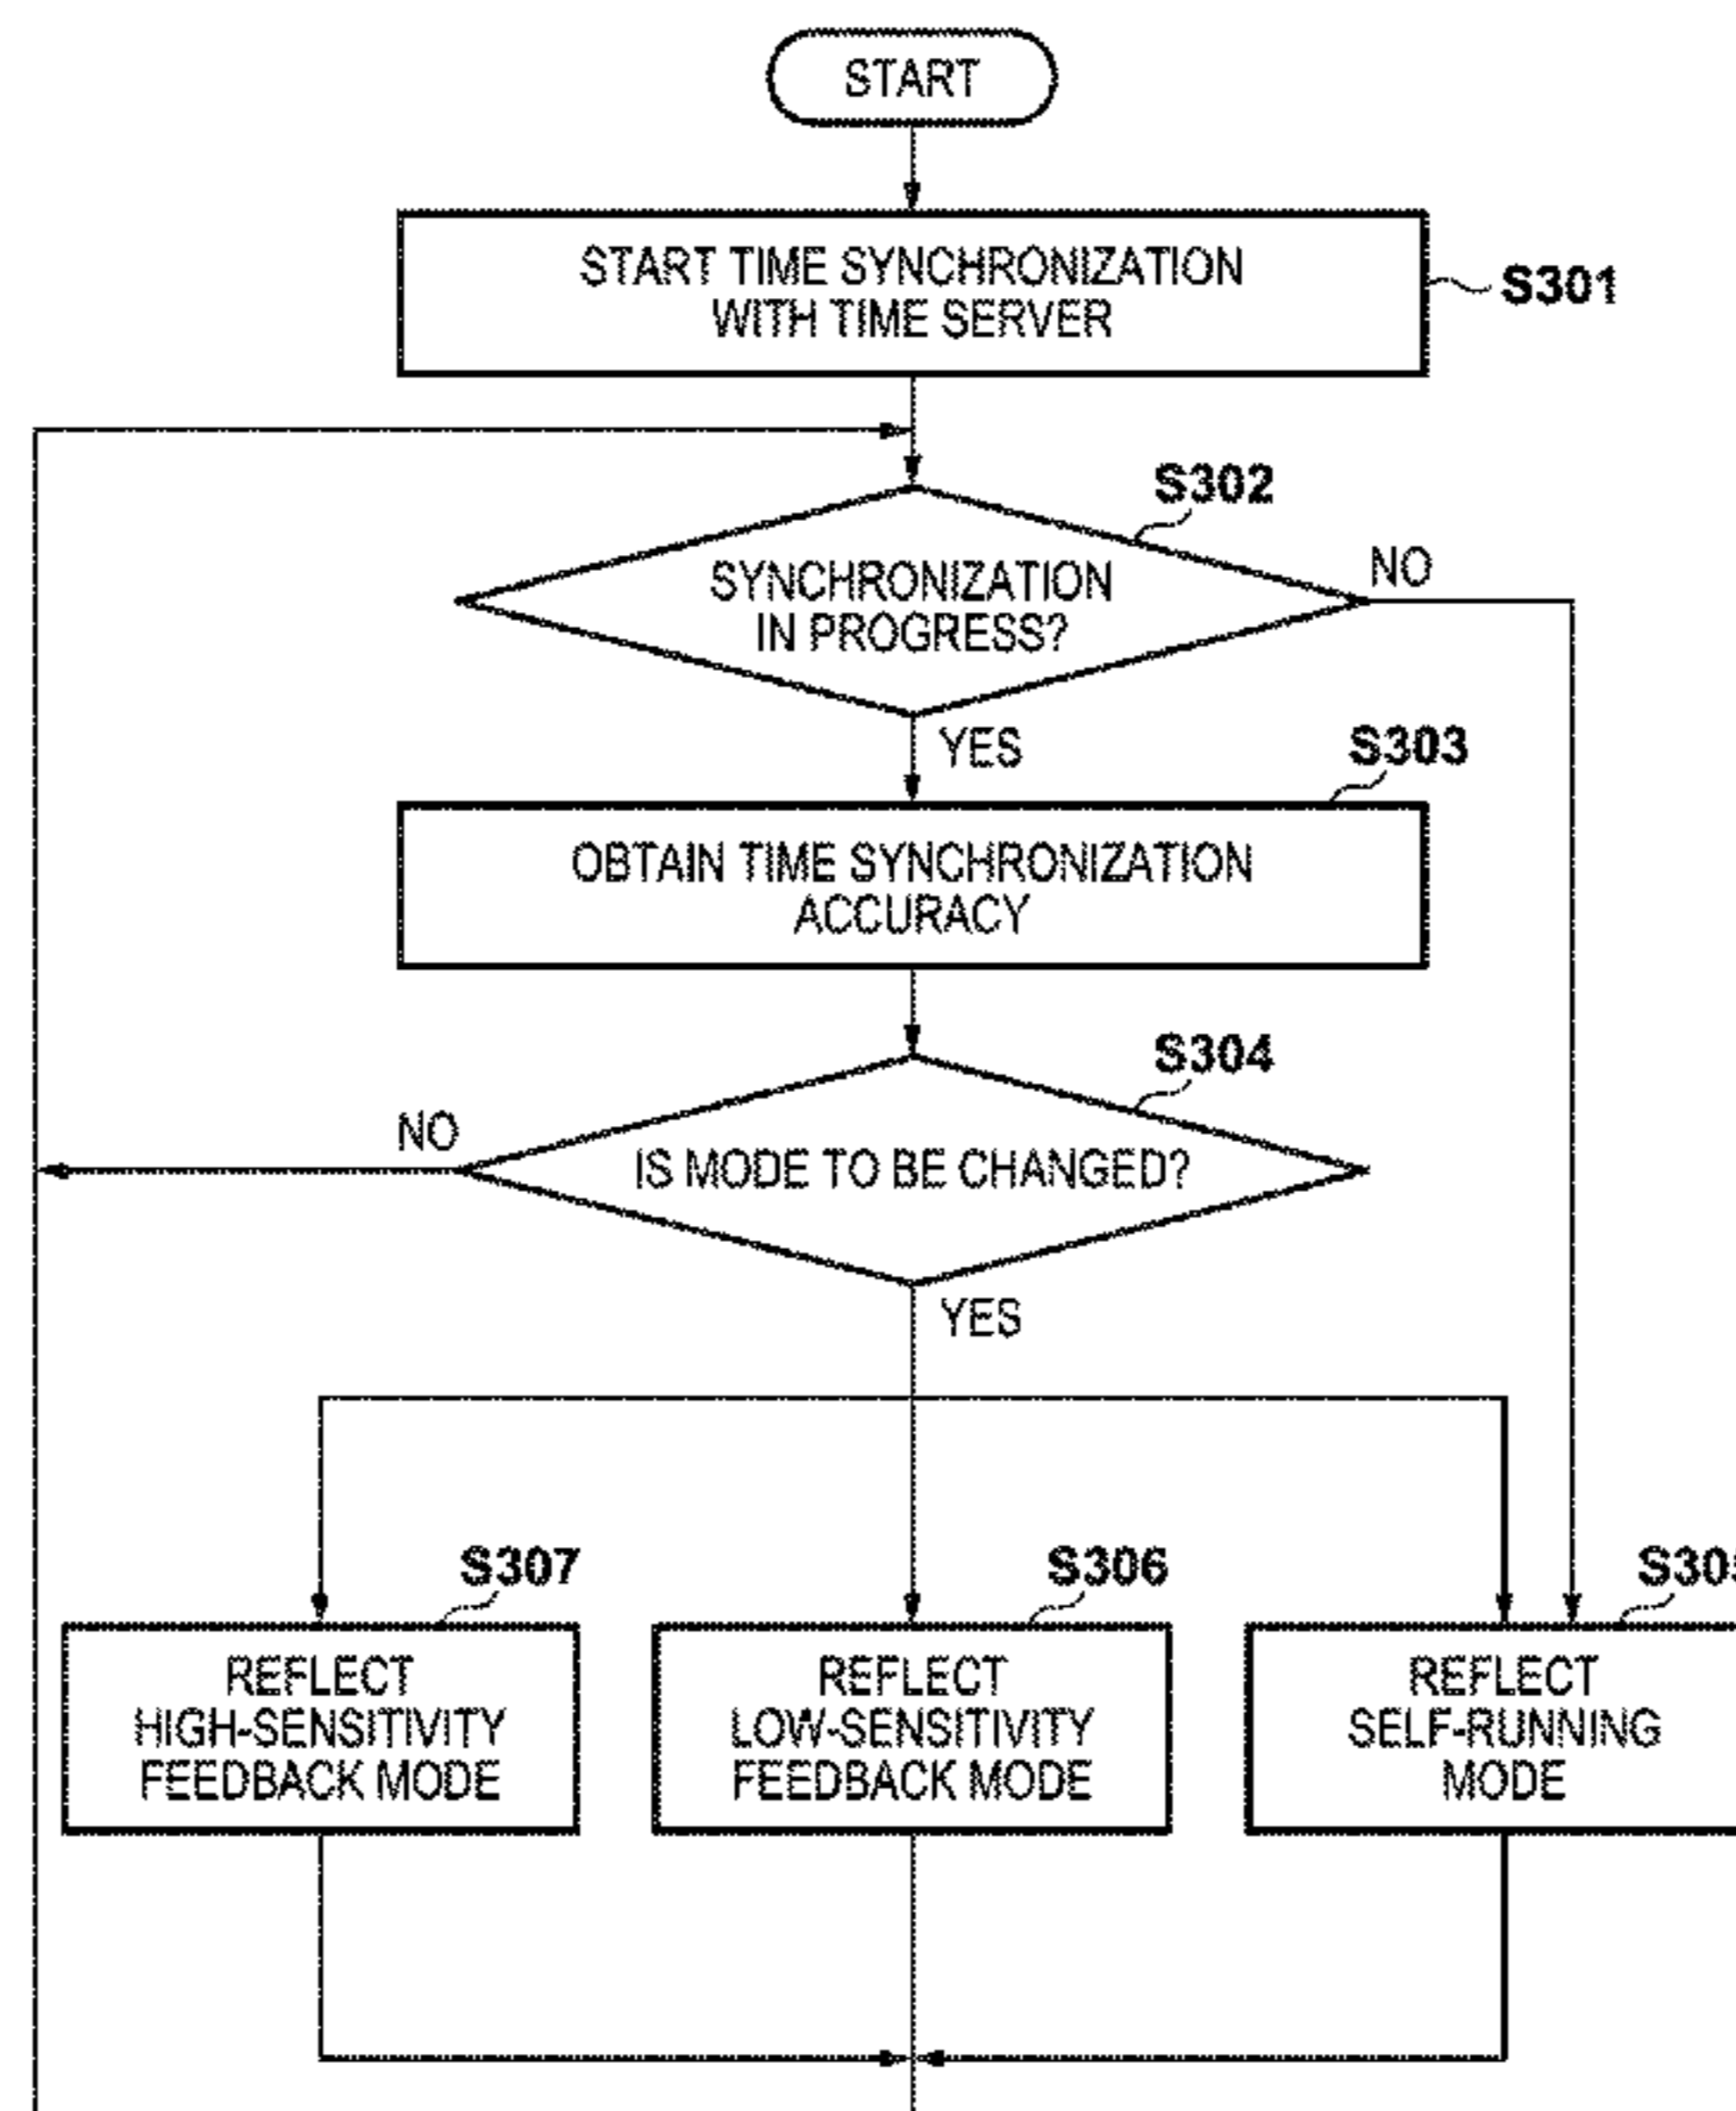 START
START TIME SYNCHRONIZATION
WITH TIME SERVER
S301
S302
SYNCHRONIZATION
IN PROGRESS?
NO
YES
S303
OBTAIN TIME SYNCHRONIZATION
ACCURACY
S304
NO
IS MODE TO BE CHANGED?
YES
S307
S306
S305
REFLECT
HIGH-SENSITIVITY
FEEDBACK MODE
REFLECT
LOW-SENSITIVITY
FEEDBACK MODE
REFLECT
SELF-RUNNING
MODE